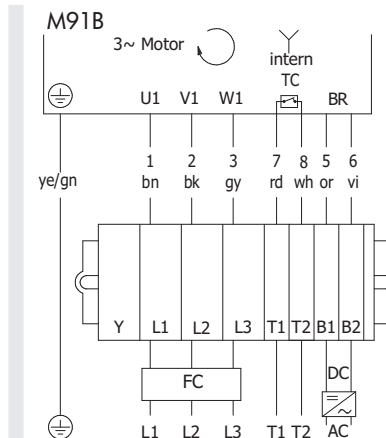 M91B
3~ Motor
intern
TC
U1 V1 W1 BR
1 2 3 7 8 5 6
ye/gn bn bk gy rd wh or vi
Y L1 L2 L3 T1 T2 B1 B2
FC DC
L1 L2 L3 T1 T2 AC